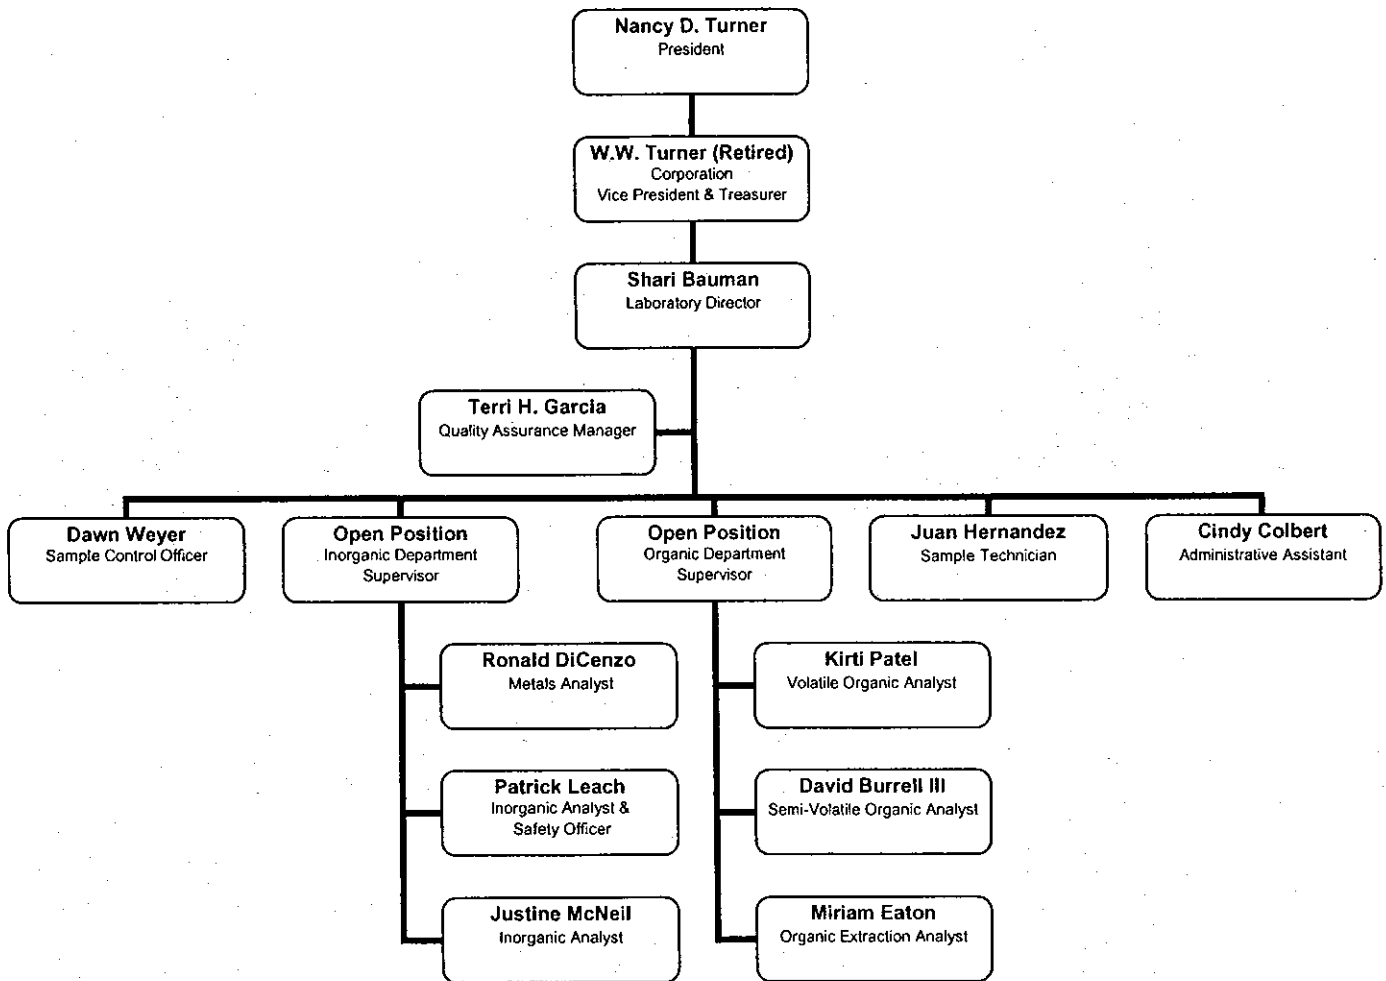 Nancy D. Turner
President
W.W. Turner (Retired)
Corporation
Vice President & Treasurer
Shari Bauman
Laboratory Director
Terri H. Garcia
Quality Assurance Manager
Dawn Weyer
Sample Control Officer
Open Position
Inorganic Department
Supervisor
Open Position
Organic Department
Supervisor
Juan Hernandez
Sample Technician
Cindy Colbert
Administrative Assistant
Ronald DiCenzo
Metals Analyst
Patrick Leach
Inorganic Analyst &
Safety Officer
Justine McNeil
Inorganic Analyst
Kirti Patel
Volatile Organic Analyst
David Burrell III
Semi-Volatile Organic Analyst
Miriam Eaton
Organic Extraction Analyst